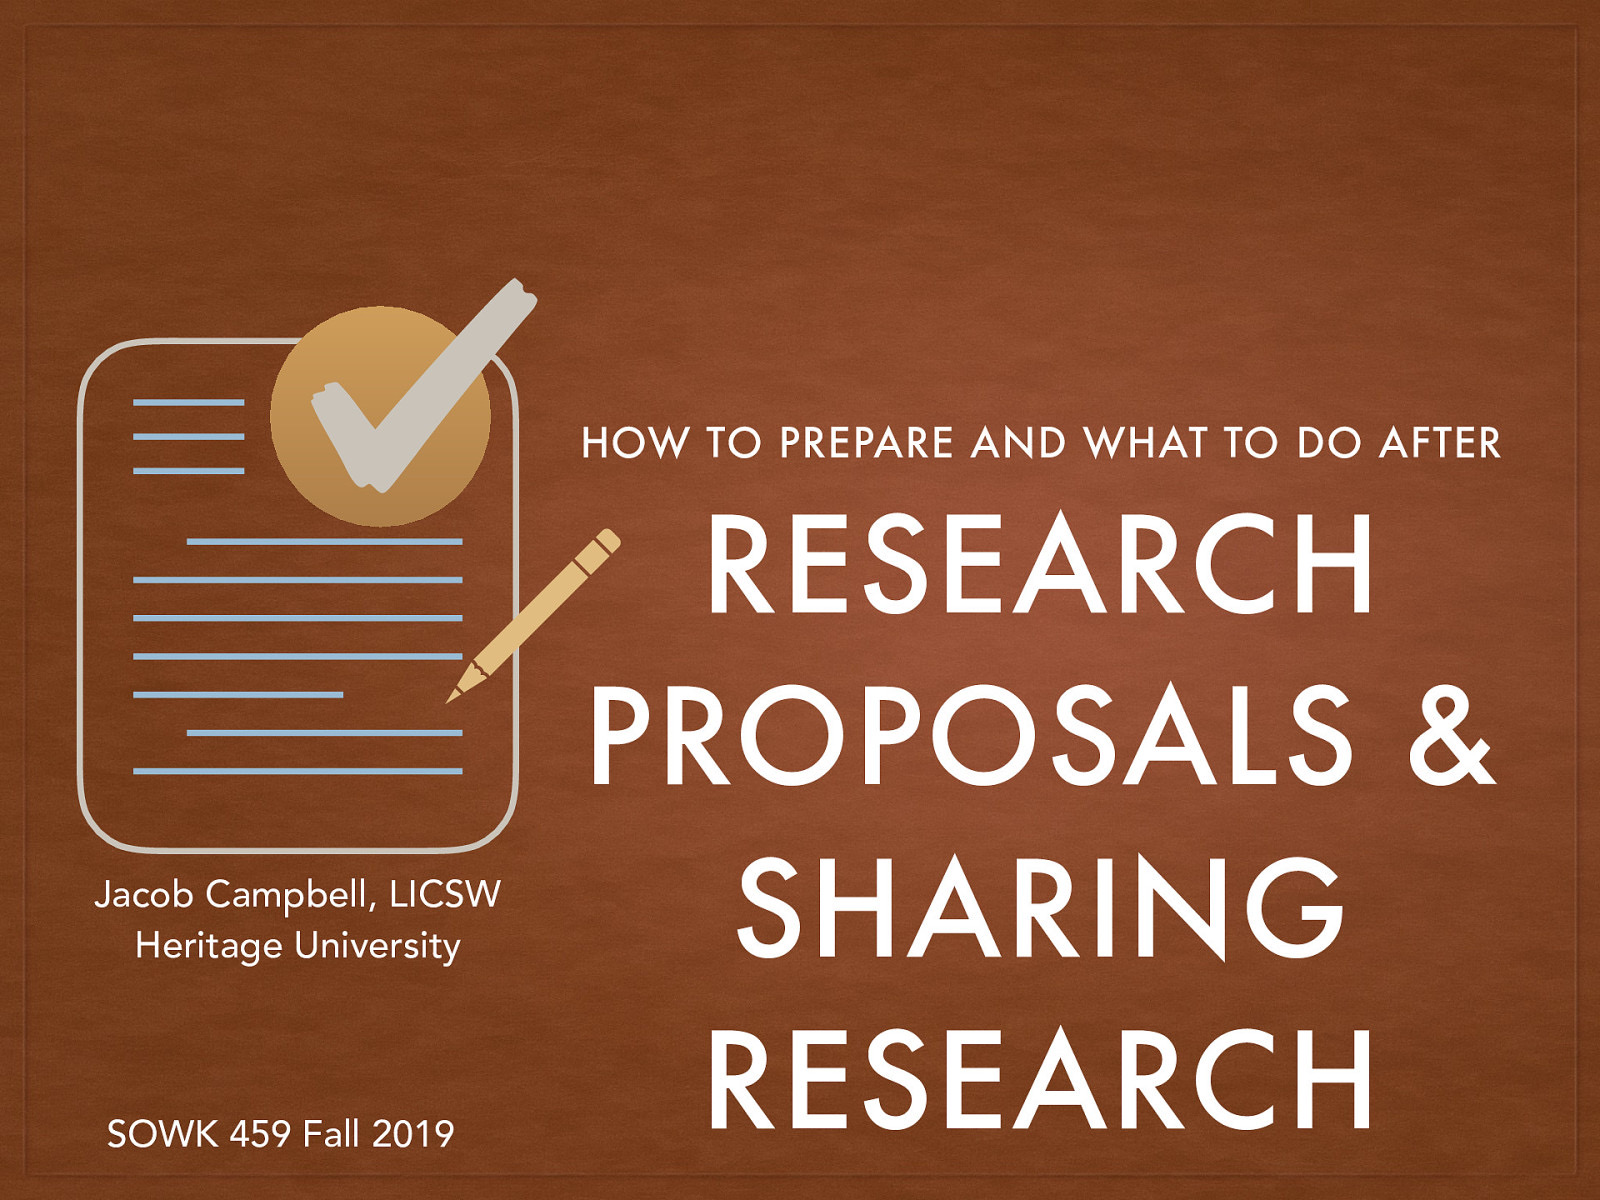 HOW TO PREPARE AND WHAT TO DO AFTER
RESEARCH
PROPOSALS &
SHARING
RESEARCH
Jacob Campbell, LICSW
Heritage University
SOWK 459 Fall 2019